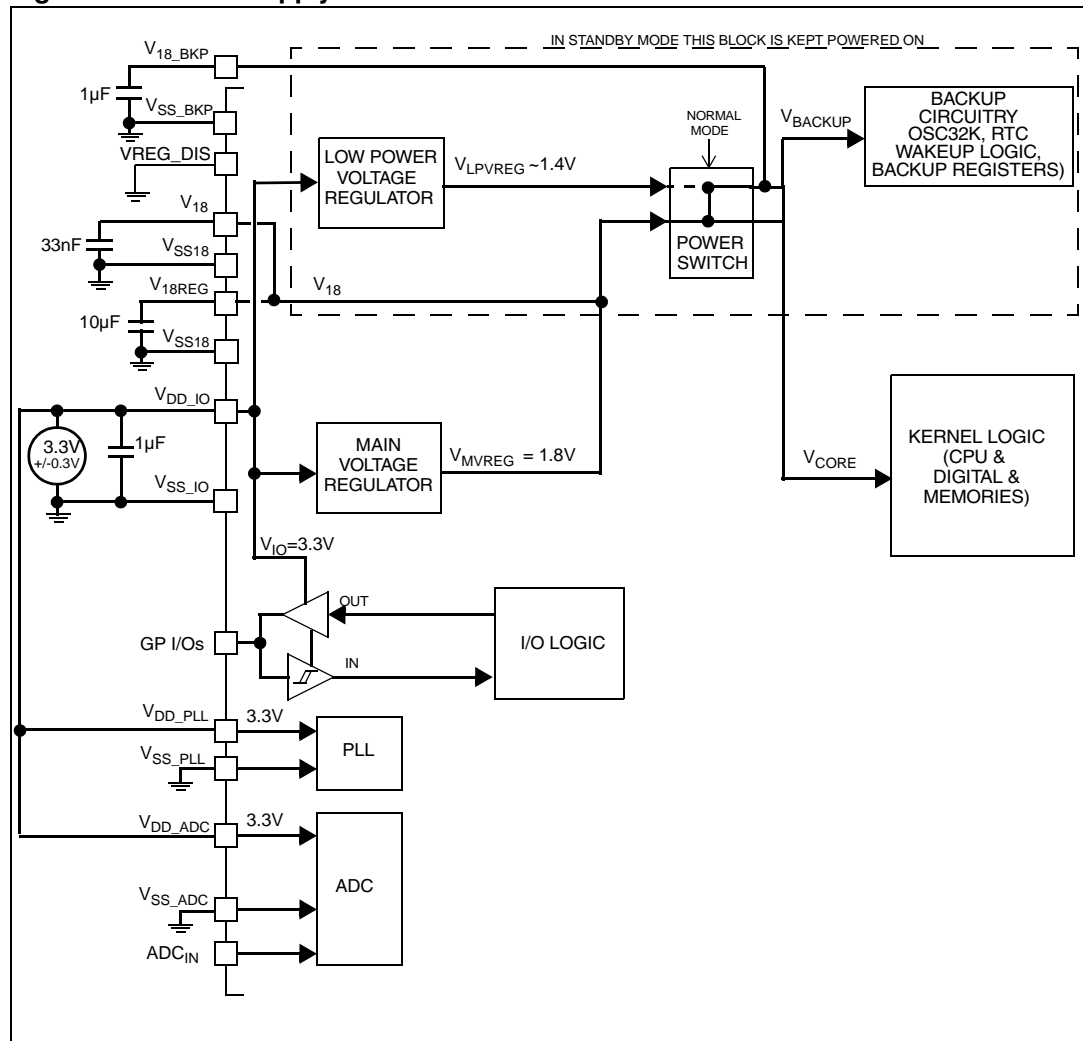 V18_BKP
IN STANDBY MODE THIS BLOCK IS KEPT POWERED ON
1µF
VSS_BKP
VREG_DIS
LOW POWER
VOLTAGE
REGULATOR
VLPVREG ~1.4V
NORMAL
MODE
POWER
SWITCH
VBACKUP
BACKUP
CIRCUITRY
OSC32K, RTC
WAKEUP LOGIC,
BACKUP REGISTERS)
V18
33nF
VSS18
V18REG
V18
10µF
VSS18
VDD_IO
3.3V
+/-0.3V
1µF
VSS_IO
MAIN
VOLTAGE
REGULATOR
VMVREG = 1.8V
VCORE
KERNEL LOGIC
(CPU &
DIGITAL &
MEMORIES)
VIO=3.3V
OUT
GP I/Os
IN
I/O LOGIC
VDD_PLL
3.3V
VSS_PLL
PLL
VDD_ADC
3.3V
VSS_ADC
ADC
ADCIN